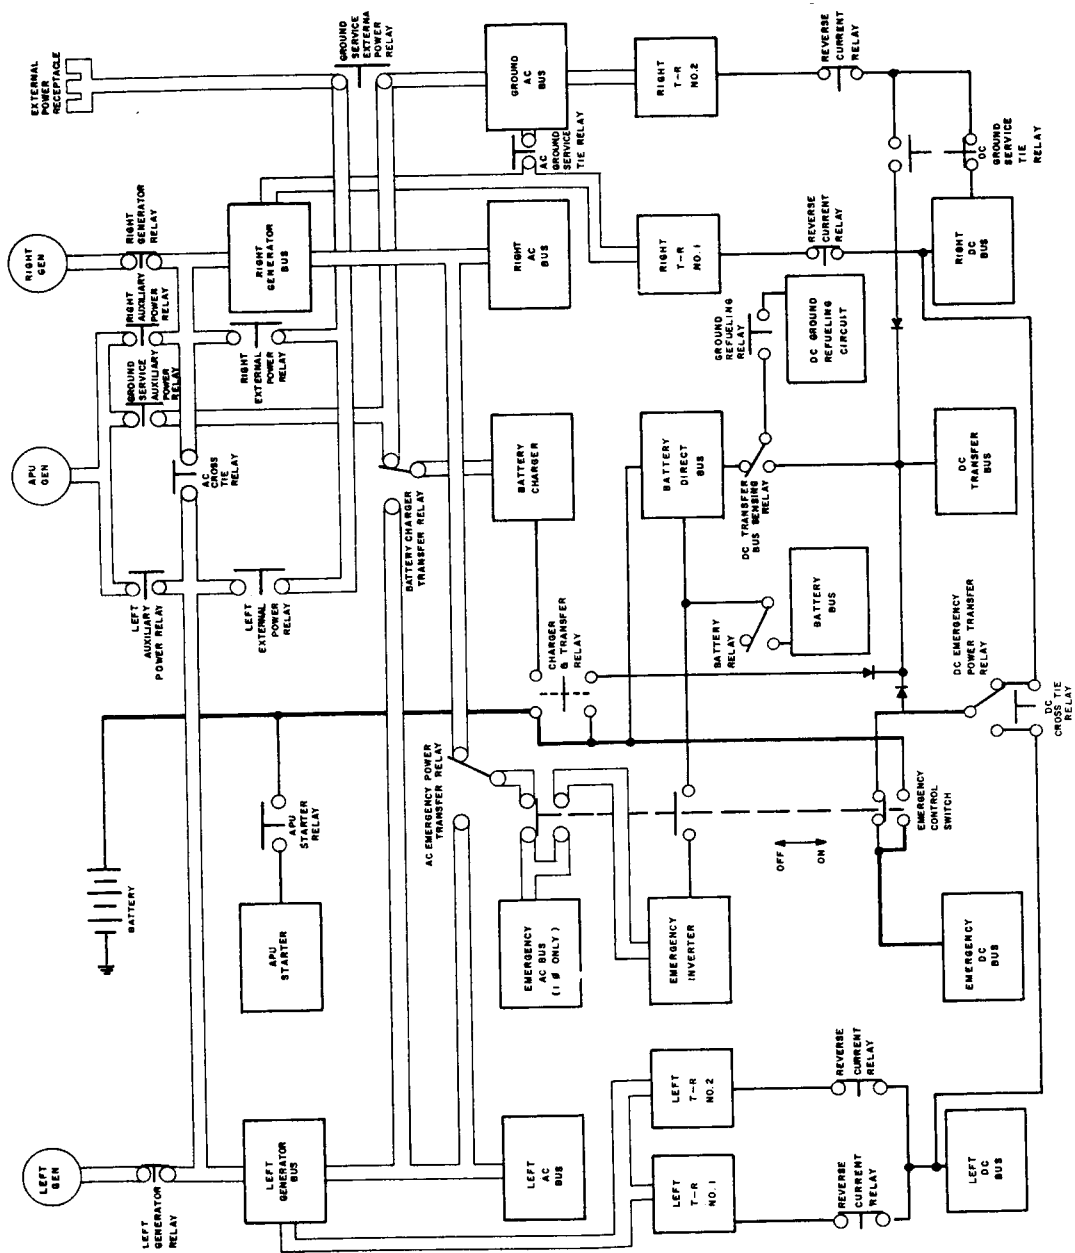 EXTERNAL
POWER
RECEPTACLE
GROUND
SERVICE
EXTERNA
POWER
RELAY
GROUND
AC
BUS
RIGHT
T-R
NO.2
REVERSE
CURRENT
RELAY
AC
GROUND
SERVICE
TIE RELAY
DC
GROUND
SERVICE
TIE
RELAY
RIGHT
GEN
RIGHT
GENERATOR
RELAY
RIGHT
GENERATOR
BUS
RIGHT
AC
BUS
RIGHT
T-R
NO.1
REVERSE
CURRENT
RELAY
RIGHT
DC
BUS
RIGHT
AUXILIARY
POWER
RELAY
GROUND
SERVICE
AUXILIARY
POWER
RELAY
RIGHT
EXTERNAL
POWER
RELAY
GROUND
REFUELING
RELAY
DC GROUND
REFUELING
CIRCUIT
APU
GEN
AC CROSS
TIE
RELAY
BATTERY CHARGER
TRANSFER RELAY
BATTERY
CHARGER
BATTERY
DIRECT
BUS
DC TRANSFER
BUS SENSING
RELAY
DC
TRANSFER
BUS
LEFT
AUXILIARY
POWER RELAY
LEFT
EXTERNAL
POWER
RELAY
CHARGER
& TRANSFER
RELAY
BATTERY
RELAY
BATTERY
BUS
DC EMERGENCY
POWER TRANSFER
RELAY
DC
CROSS TIE
RELAY
BATTERY
APU
STARTER
RELAY
APU
STARTER
AC EMERGENCY POWER
TRANSFER RELAY
EMERGENCY
AC BUS
(1 Ø ONLY)
EMERGENCY
INVERTER
OFF
ON
EMERGENCY
CONTROL
SWITCH
EMERGENCY
DC
BUS
LEFT
GEN
LEFT
GENERATOR
RELAY
LEFT
GENERATOR
BUS
LEFT
AC
BUS
LEFT
T-R
NO.2
LEFT
T-R
NO.1
REVERSE
CURRENT
RELAY
REVERSE
CURRENT
RELAY
LEFT
DC
BUS